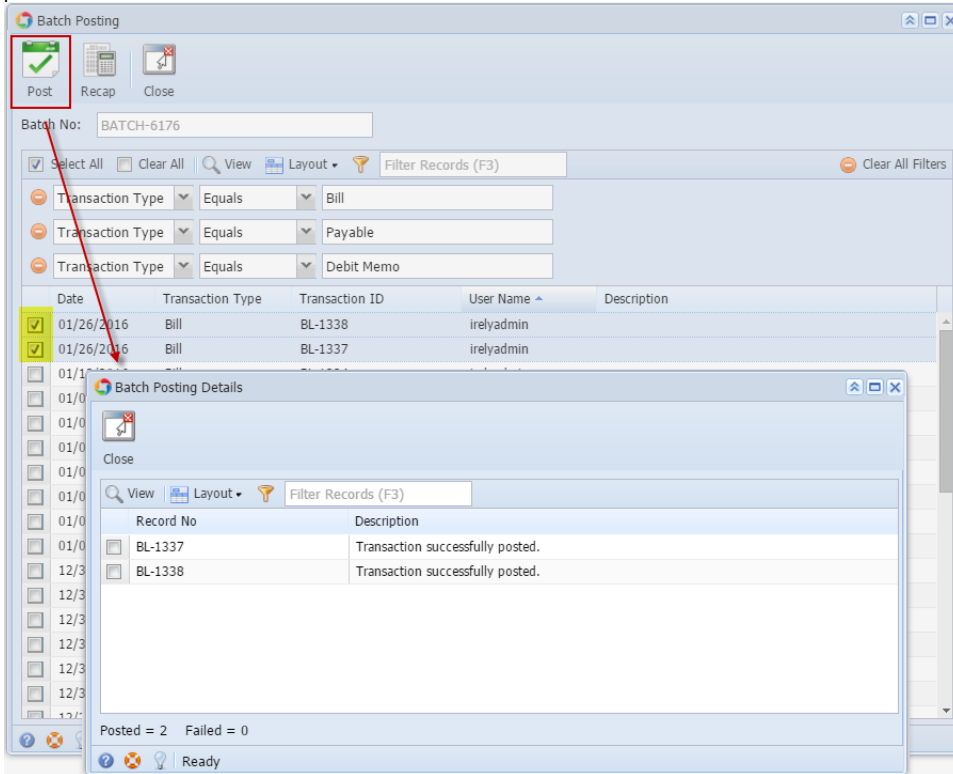 Batch Posting
Post Recap Close
Batch No: BATCH-6176
Select All Clear All View Layout Filter Records (F3) Clear All Filters
Transaction Type Equals Bill
Transaction Type Equals Payable
Transaction Type Equals Debit Memo
Date Transaction Type Transaction ID User Name Description
01/26/2016 Bill BL-1338 irelyadmin
01/26/2016 Bill BL-1337 irelyadmin
Batch Posting Details
Close
View Layout Filter Records (F3)
Record No Description
BL-1337 Transaction successfully posted.
BL-1338 Transaction successfully posted.
Posted = 2 Failed = 0
Ready